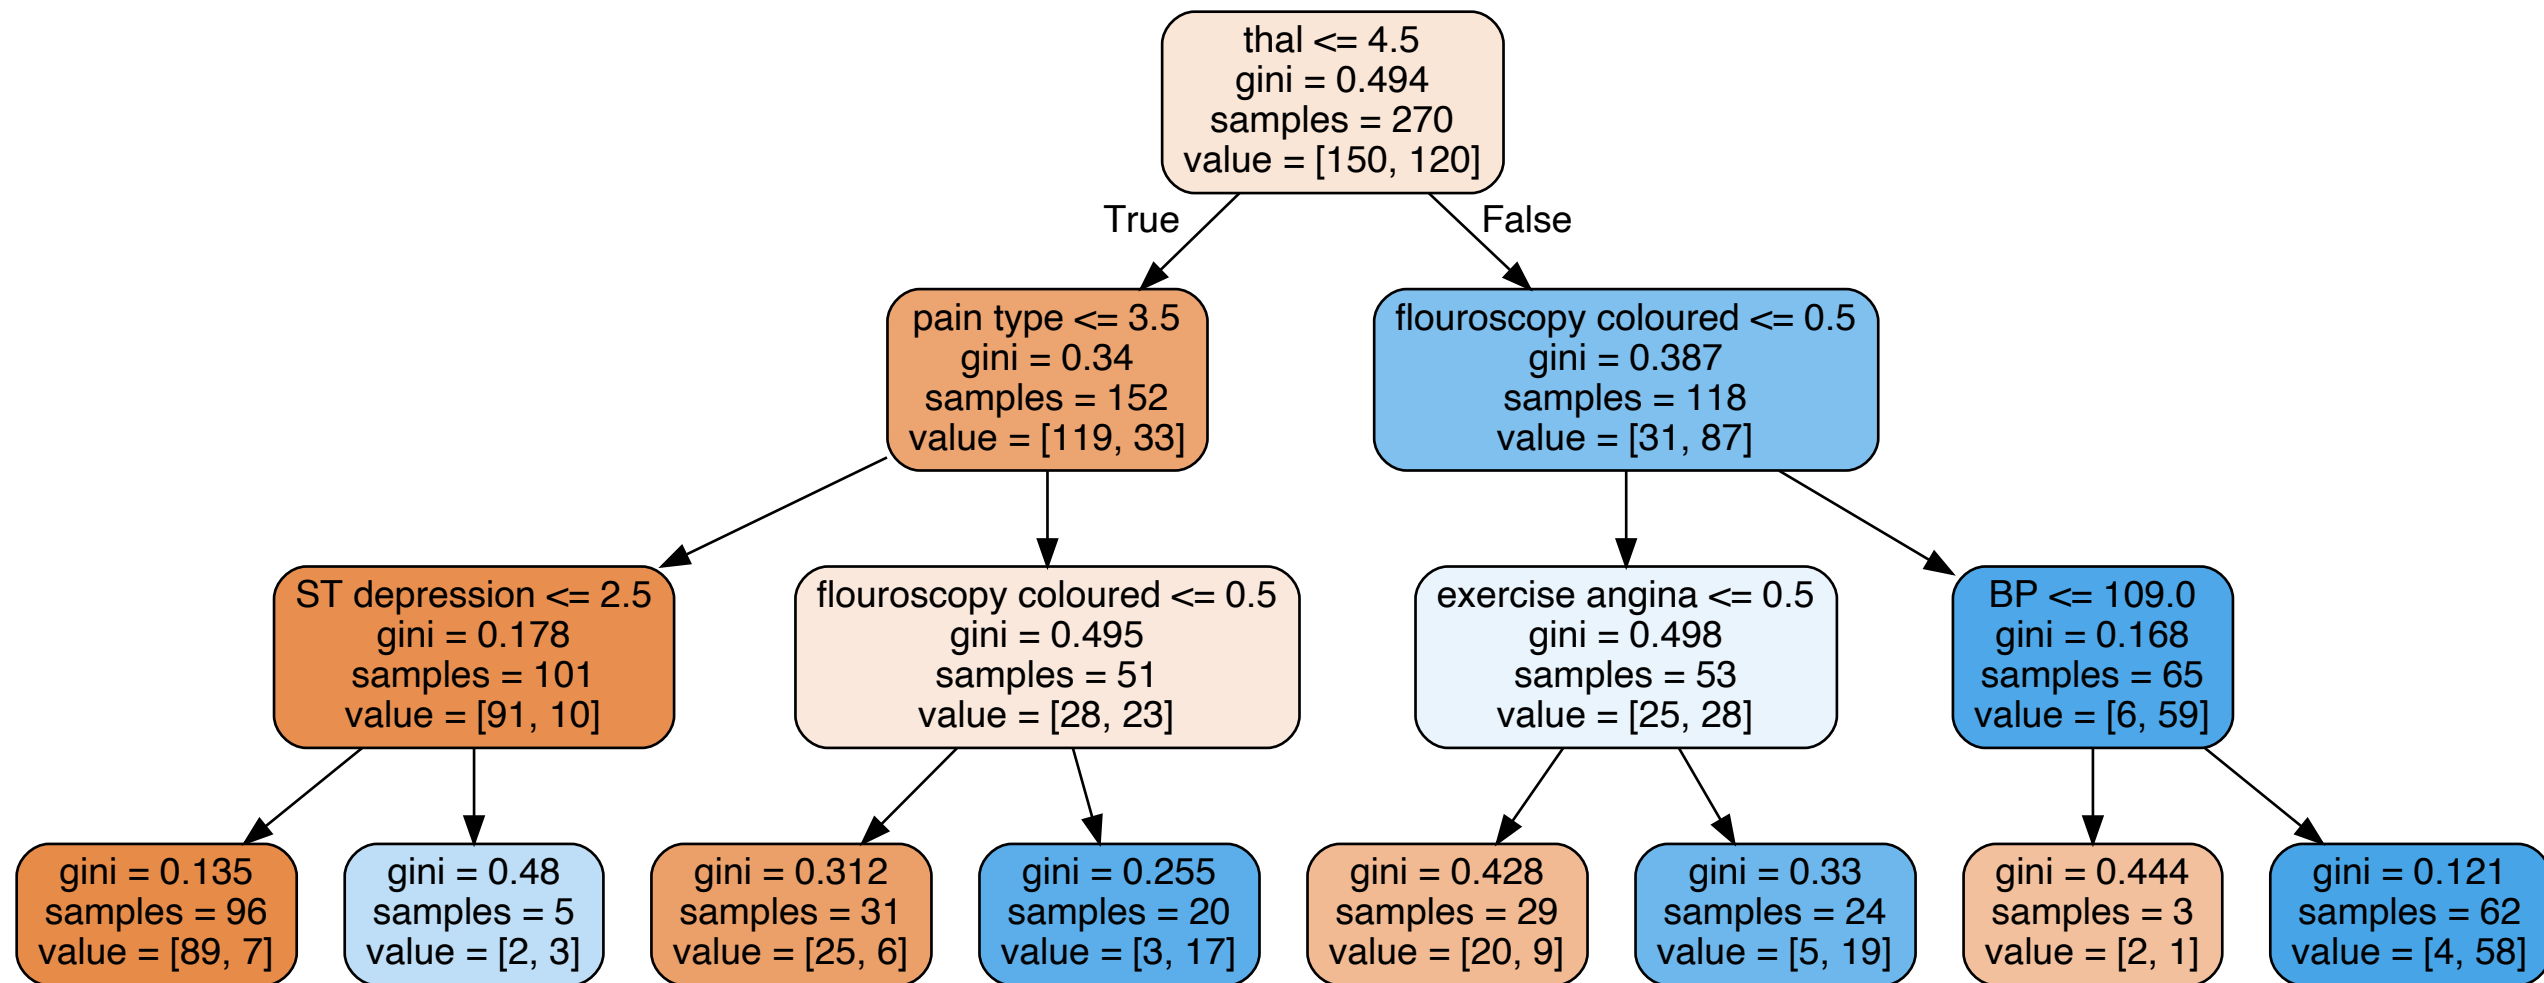 thal <= 4.5
gini = 0.494
samples = 270
value = [150, 120]
True
False
pain type <= 3.5
gini = 0.34
samples = 152
value = [119, 33]
flouroscopy coloured <= 0.5
gini = 0.387
samples = 118
value = [31, 87]
ST depression <= 2.5
gini = 0.178
samples = 101
value = [91, 10]
flouroscopy coloured <= 0.5
gini = 0.495
samples = 51
value = [28, 23]
exercise angina <= 0.5
gini = 0.498
samples = 53
value = [25, 28]
BP <= 109.0
gini = 0.168
samples = 65
value = [6, 59]
gini = 0.135
samples = 96
value = [89, 7]
gini = 0.48
samples = 5
value = [2, 3]
gini = 0.312
samples = 31
value = [25, 6]
gini = 0.255
samples = 20
value = [3, 17]
gini = 0.428
samples = 29
value = [20, 9]
gini = 0.33
samples = 24
value = [5, 19]
gini = 0.444
samples = 3
value = [2, 1]
gini = 0.121
samples = 62
value = [4, 58]